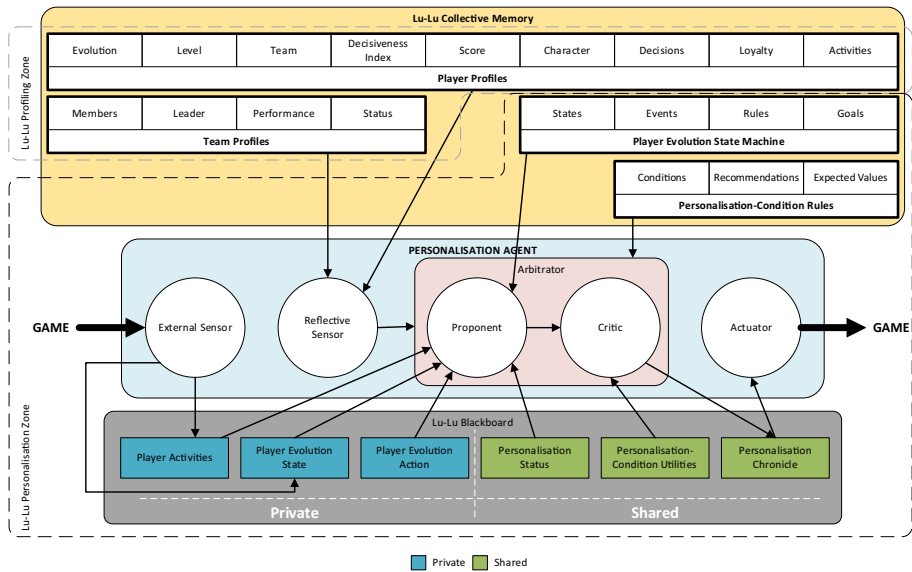 Lu-Lu Collective Memory
Lu-Lu Profiling Zone
Evolution
Level
Team
Decisiveness
Index
Score
Character
Decisions
Loyalty
Activities
Player Profiles
Members
Leader
Performance
Status
Team Profiles
States
Events
Rules
Goals
Player Evolution State Machine
Conditions
Recommendations
Expected Values
Personalisation-Condition Rules
Lu-Lu Personalisation Zone
PERSONALISATION AGENT
Arbitrator
GAME
External Sensor
Reflective
Sensor
Proponent
Critic
Actuator
GAME
Lu-Lu Blackboard
Player Activities
Player Evolution
State
Player Evolution
Action
Personalisation
Status
Personalisation-
Condition Utilities
Personalisation
Chronicle
Private
Shared
Private
Shared